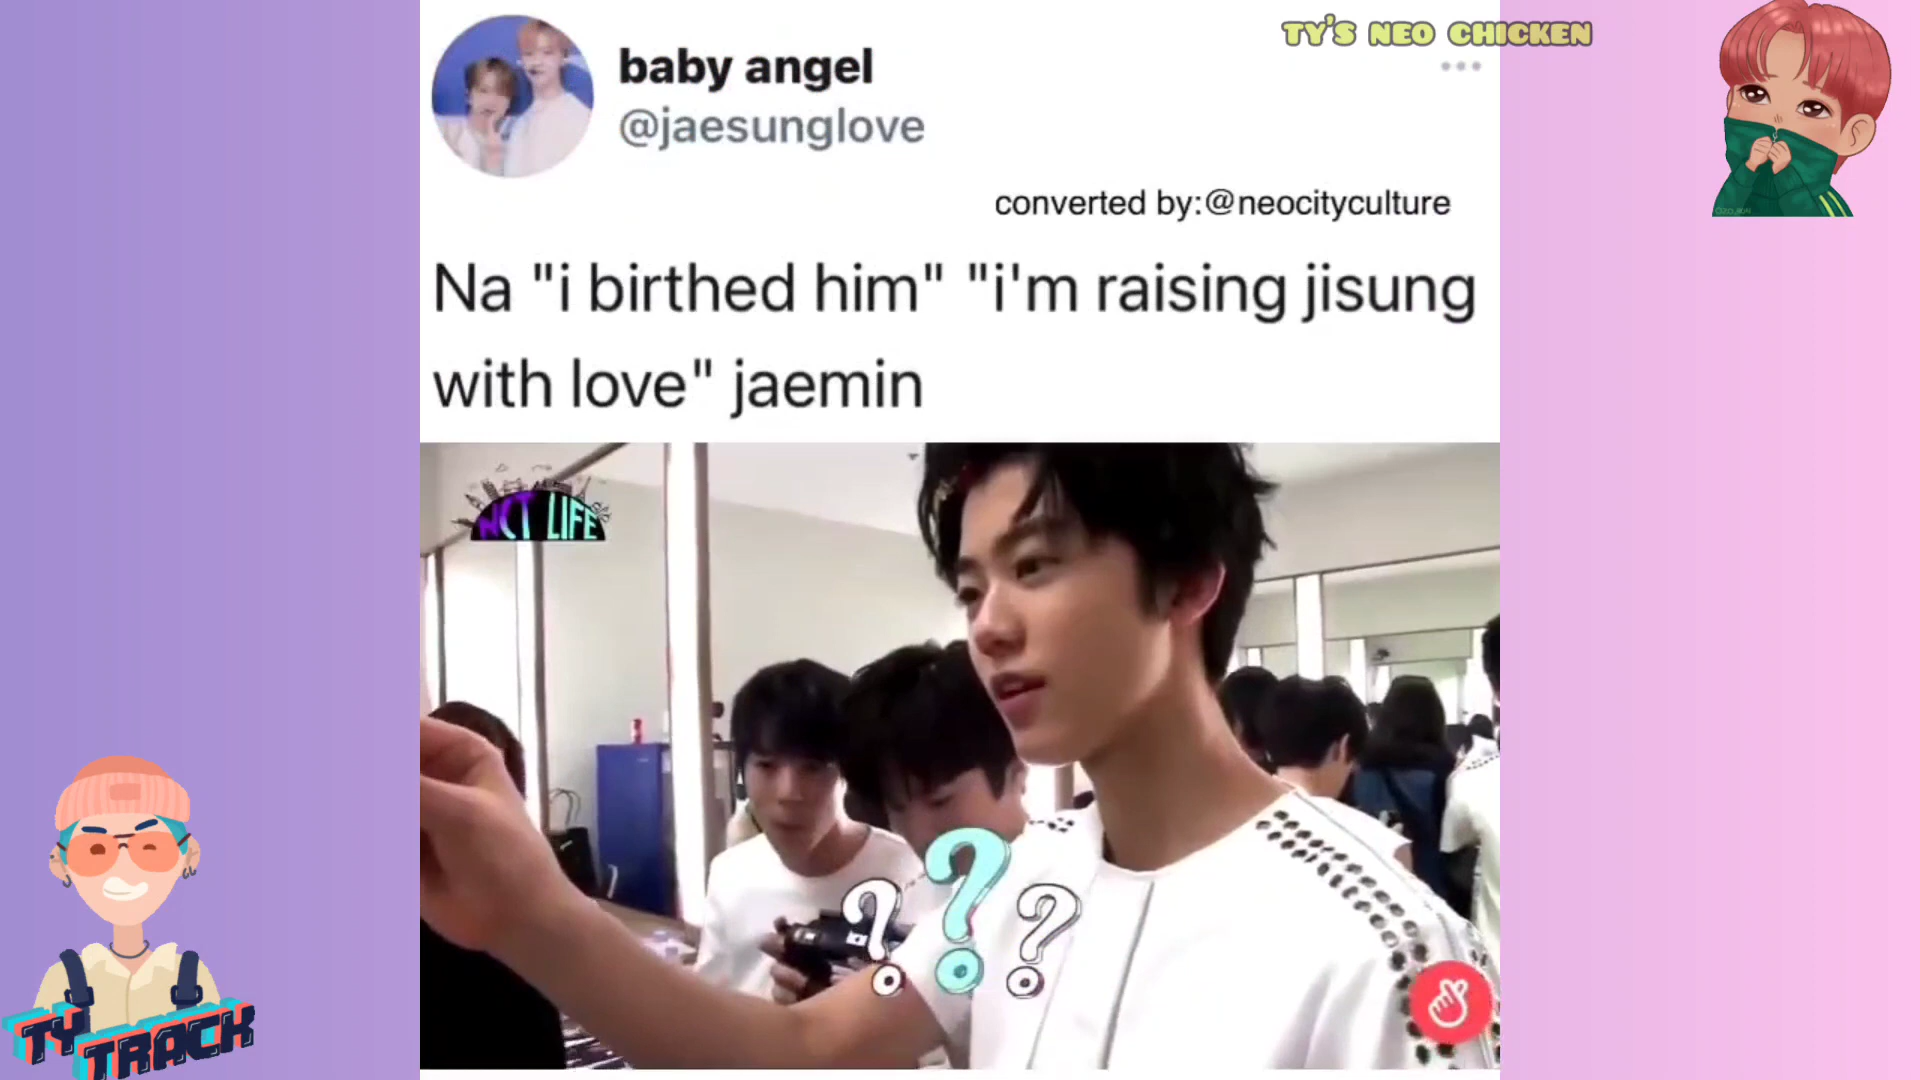 TY'S NEO CHICKEN
baby angel
@jaesunglove
converted by:@neocityculture
Na "i birthed him" "i'm raising jisung
with love" jaemin
NCT LIFE
? ? ?
TY
TRACK